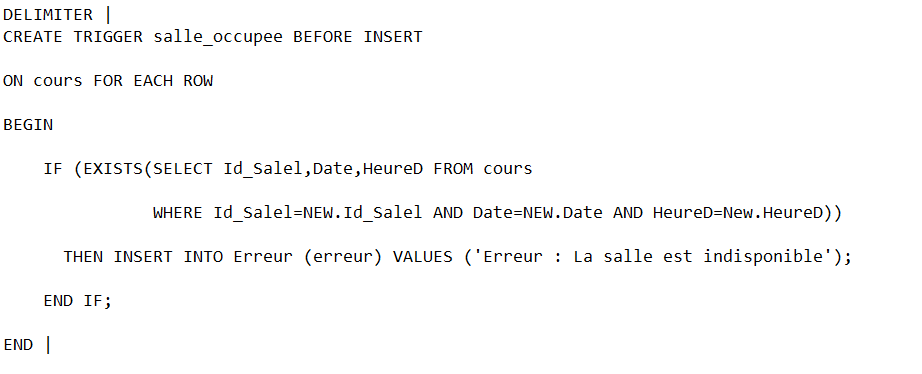 DELIMITER |
CREATE TRIGGER salle_occupee BEFORE INSERT
ON cours FOR EACH ROW
BEGIN
IF (EXISTS(SELECT Id_Salel,Date,HeureD FROM cours
WHERE Id_Salel=NEW.Id_Salel AND Date=NEW.Date AND HeureD=New.HeureD))
THEN INSERT INTO Erreur (erreur) VALUES ('Erreur : La salle est indisponible');
END IF;
END |